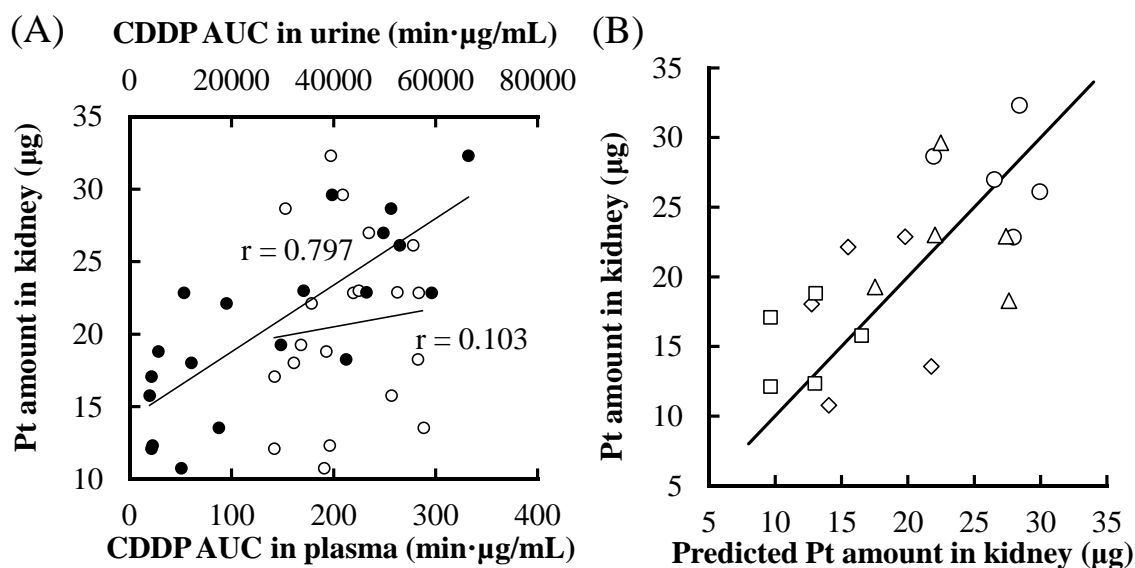 (A)
CDDP AUC in urine (min·µg/mL)
0 20000 40000 60000 80000
Pt amount in kidney (µg)
35
30
25
20
15
10
r = 0.797
r = 0.103
0 100 200 300 400
CDDP AUC in plasma (min·µg/mL)
(B)
Pt amount in kidney (µg)
35
30
25
20
15
10
5
5 10 15 20 25 30 35
Predicted Pt amount in kidney (µg)